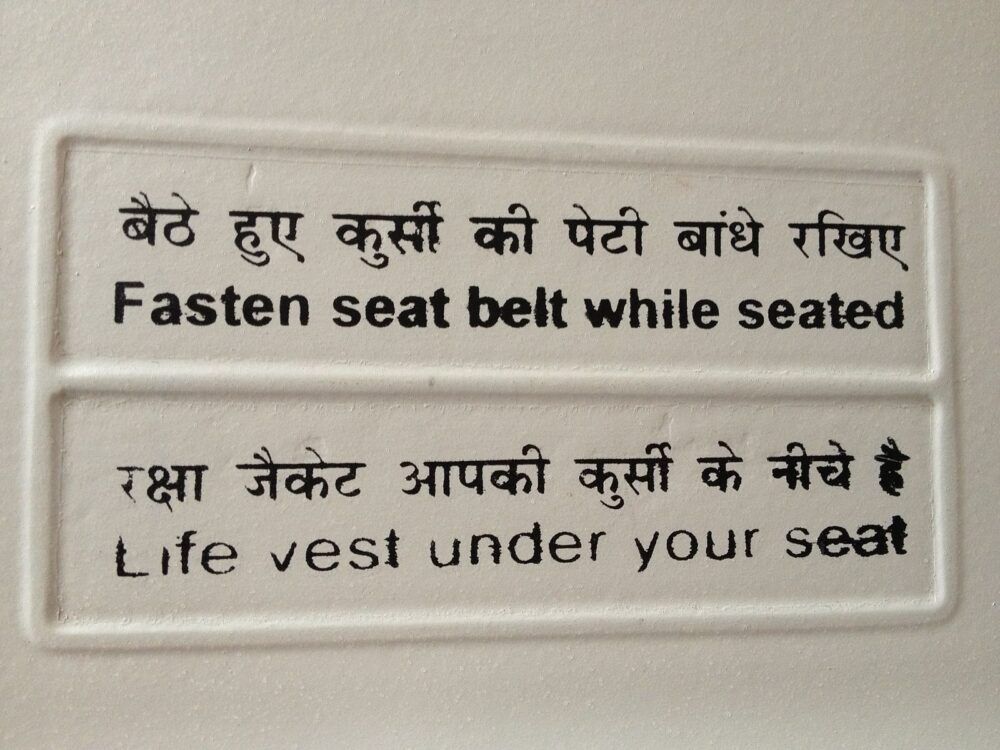 बैठे हुए कुर्सी की पेटी बांधे रखिए
Fasten seat belt while seated
रक्षा जैकेट आपकी कुर्सी के नीचे है
Life vest under your seat